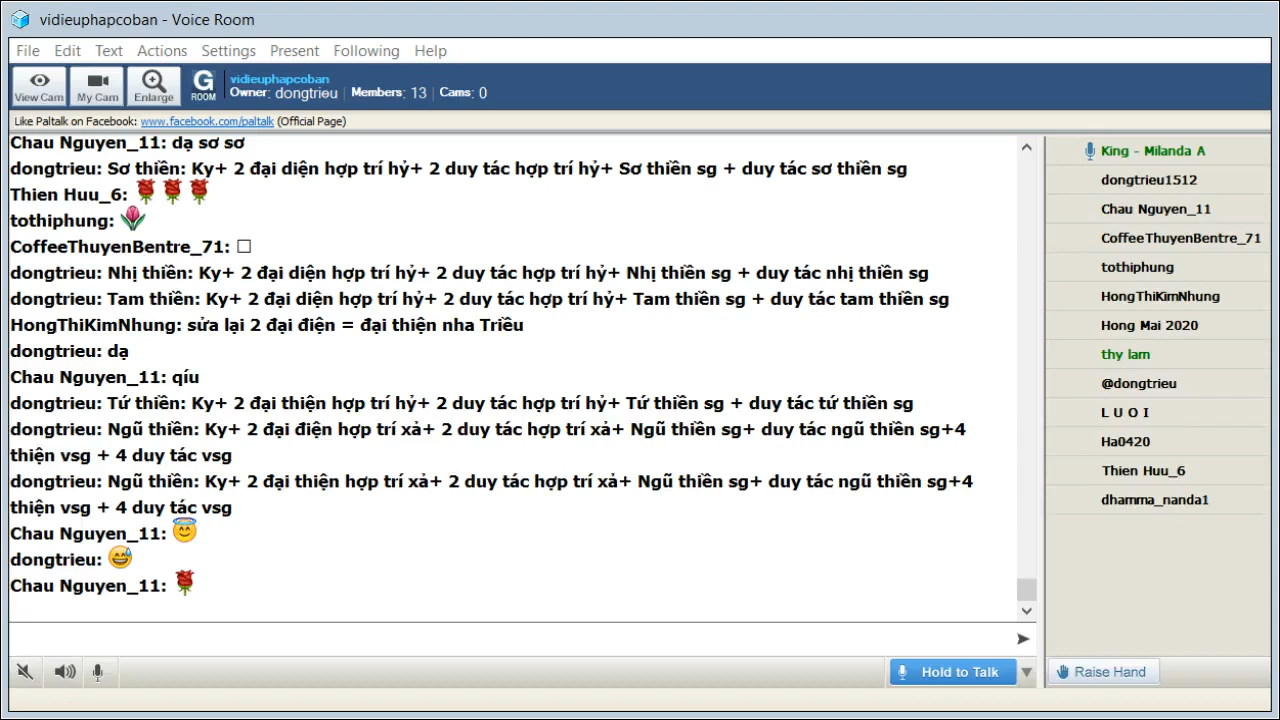 vidieuphapcoban - Voice Room
File Edit Text Actions Settings Present Following Help
View Cam My Cam Enlarge G ROOM vidieuphapcoban
Owner: dongtrieu Members: 13 Cams: 0
Like Paltalk on Facebook: www.facebook.com/paltalk (Official Page)
Chau Nguyen_11: dạ sơ sơ
dongtrieu: Sơ thiền: Ky+ 2 đại diện hợp trí hỷ+ 2 duy tác hợp trí hỷ+ Sơ thiền sg + duy tác sơ thiền sg
Thien Huu_6:
tothiphung:
CoffeeThuyenBentre_71: □
dongtrieu: Nhị thiền: Ky+ 2 đại diện hợp trí hỷ+ 2 duy tác hợp trí hỷ+ Nhị thiền sg + duy tác nhị thiền sg
dongtrieu: Tam thiền: Ky+ 2 đại diện hợp trí hỷ+ 2 duy tác hợp trí hỷ+ Tam thiền sg + duy tác tam thiền sg
HongThiKimNhung: sửa lại 2 đại điện = đại thiện nha Triều
dongtrieu: dạ
Chau Nguyen_11: qíu
dongtrieu: Tứ thiền: Ky+ 2 đại thiện hợp trí hỷ+ 2 duy tác hợp trí hỷ+ Tứ thiền sg + duy tác tứ thiền sg
dongtrieu: Ngũ thiền: Ky+ 2 đại điện hợp trí xả+ 2 duy tác hợp trí xả+ Ngũ thiền sg+ duy tác ngũ thiền sg+4
thiện vsg + 4 duy tác vsg
dongtrieu: Ngũ thiền: Ky+ 2 đại thiện hợp trí xả+ 2 duy tác hợp trí xả+ Ngũ thiền sg+ duy tác ngũ thiền sg+4
thiện vsg + 4 duy tác vsg
Chau Nguyen_11:
dongtrieu:
Chau Nguyen_11:
Hold to Talk
King - Milanda A
dongtrieu1512
Chau Nguyen_11
CoffeeThuyenBentre_71
tothiphung
HongThiKimNhung
Hong Mai 2020
thy lam
@dongtrieu
L U O I
Ha0420
Thien Huu_6
dhamma_nanda1
Raise Hand